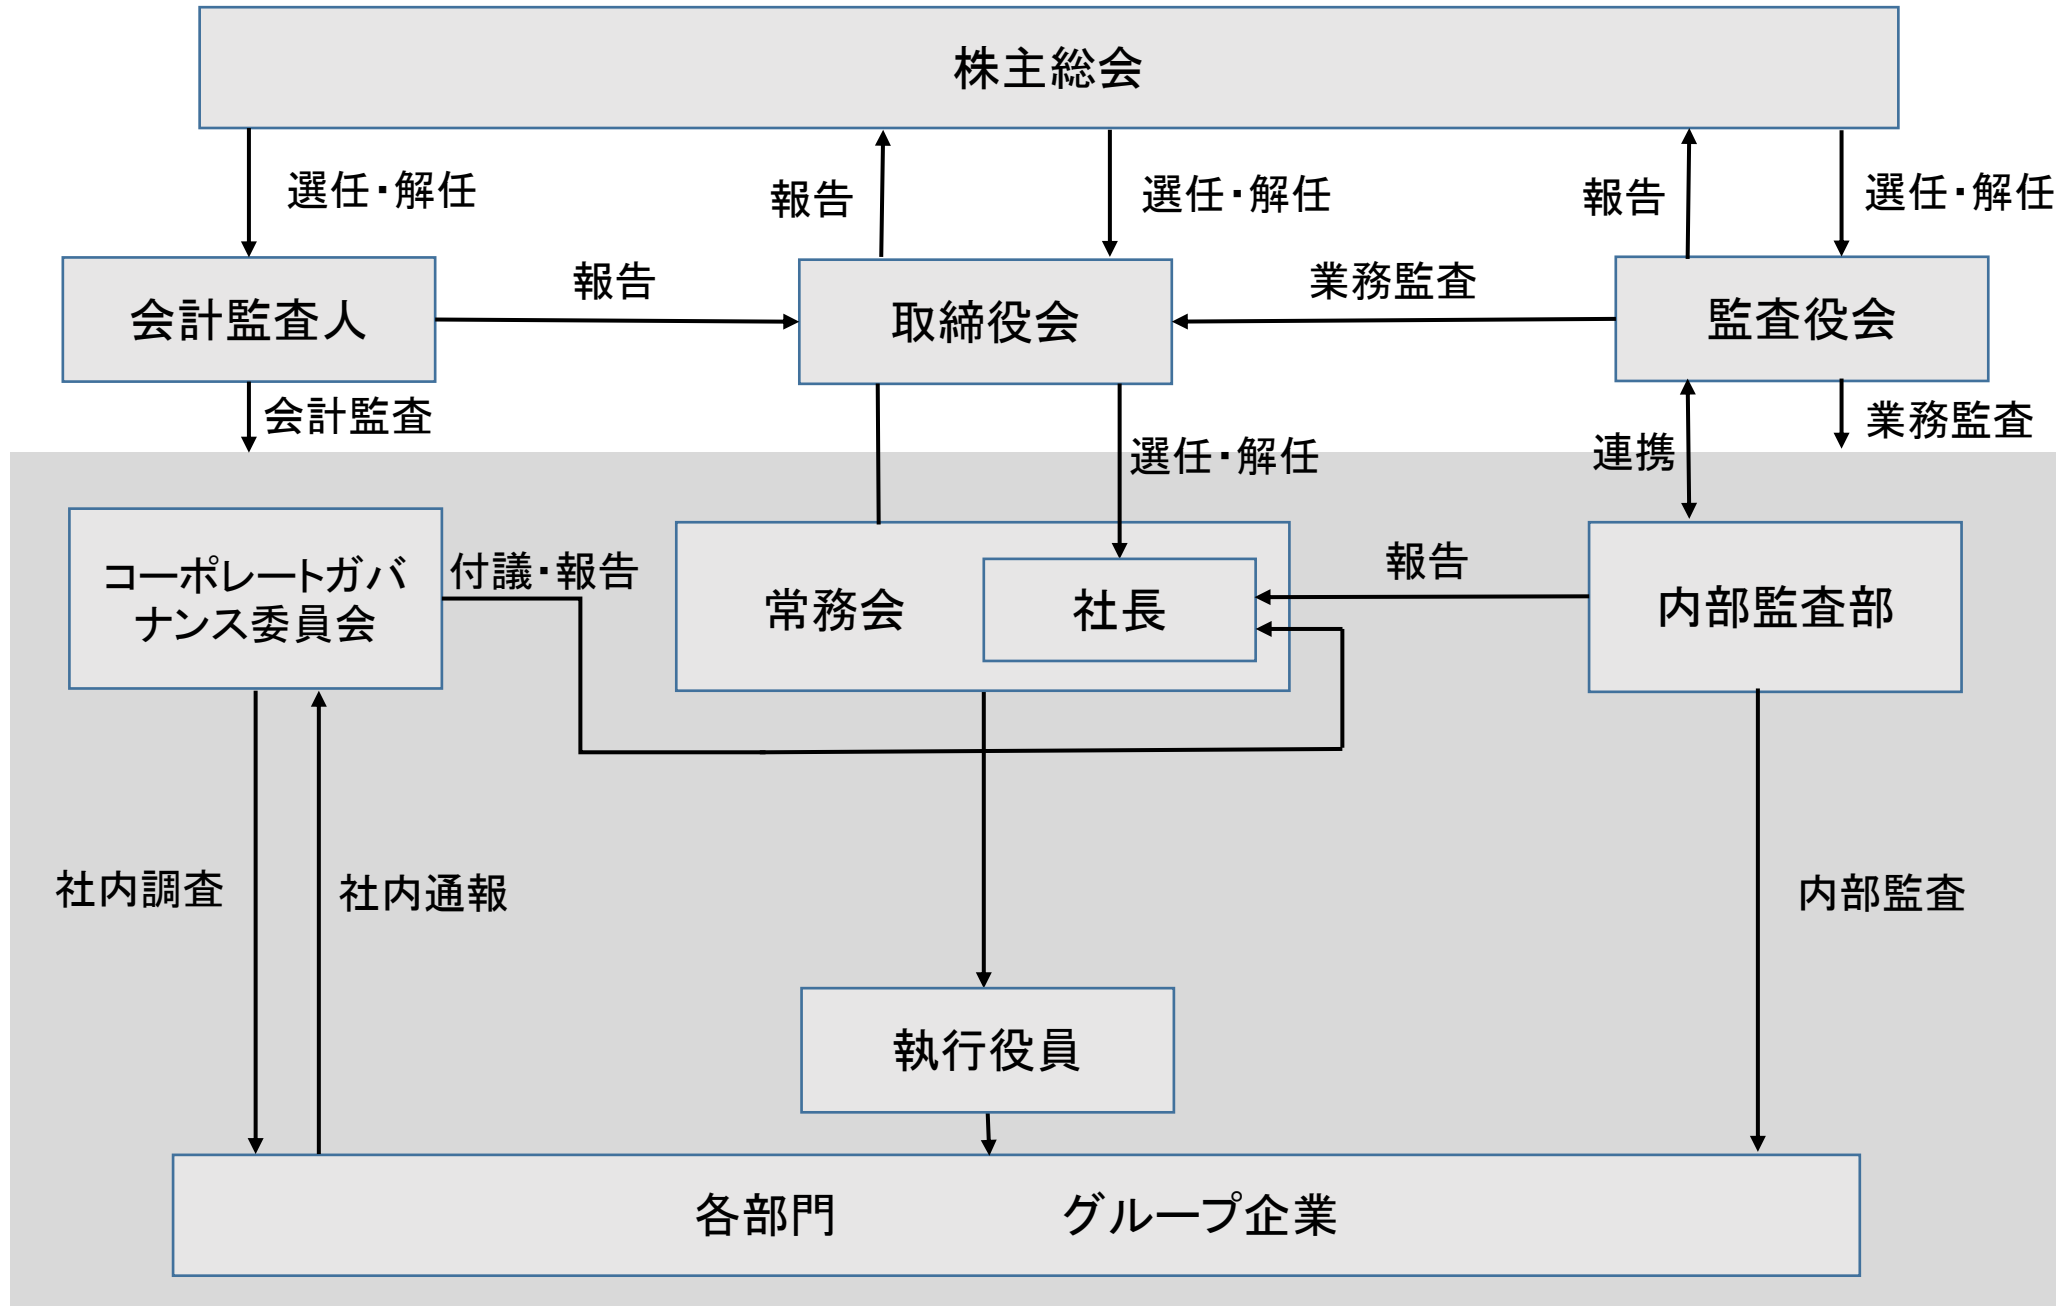 株主総会
選任・解任
報告
選任・解任
報告
選任・解任
会計監査人
報告
取締役会
業務監査
監査役会
会計監査
選任・解任
連携
業務監査
コーポレートガバ
ナンス委員会
付議・報告
常務会
社長
報告
内部監査部
社内調査
社内通報
内部監査
執行役員
各部門
グループ企業